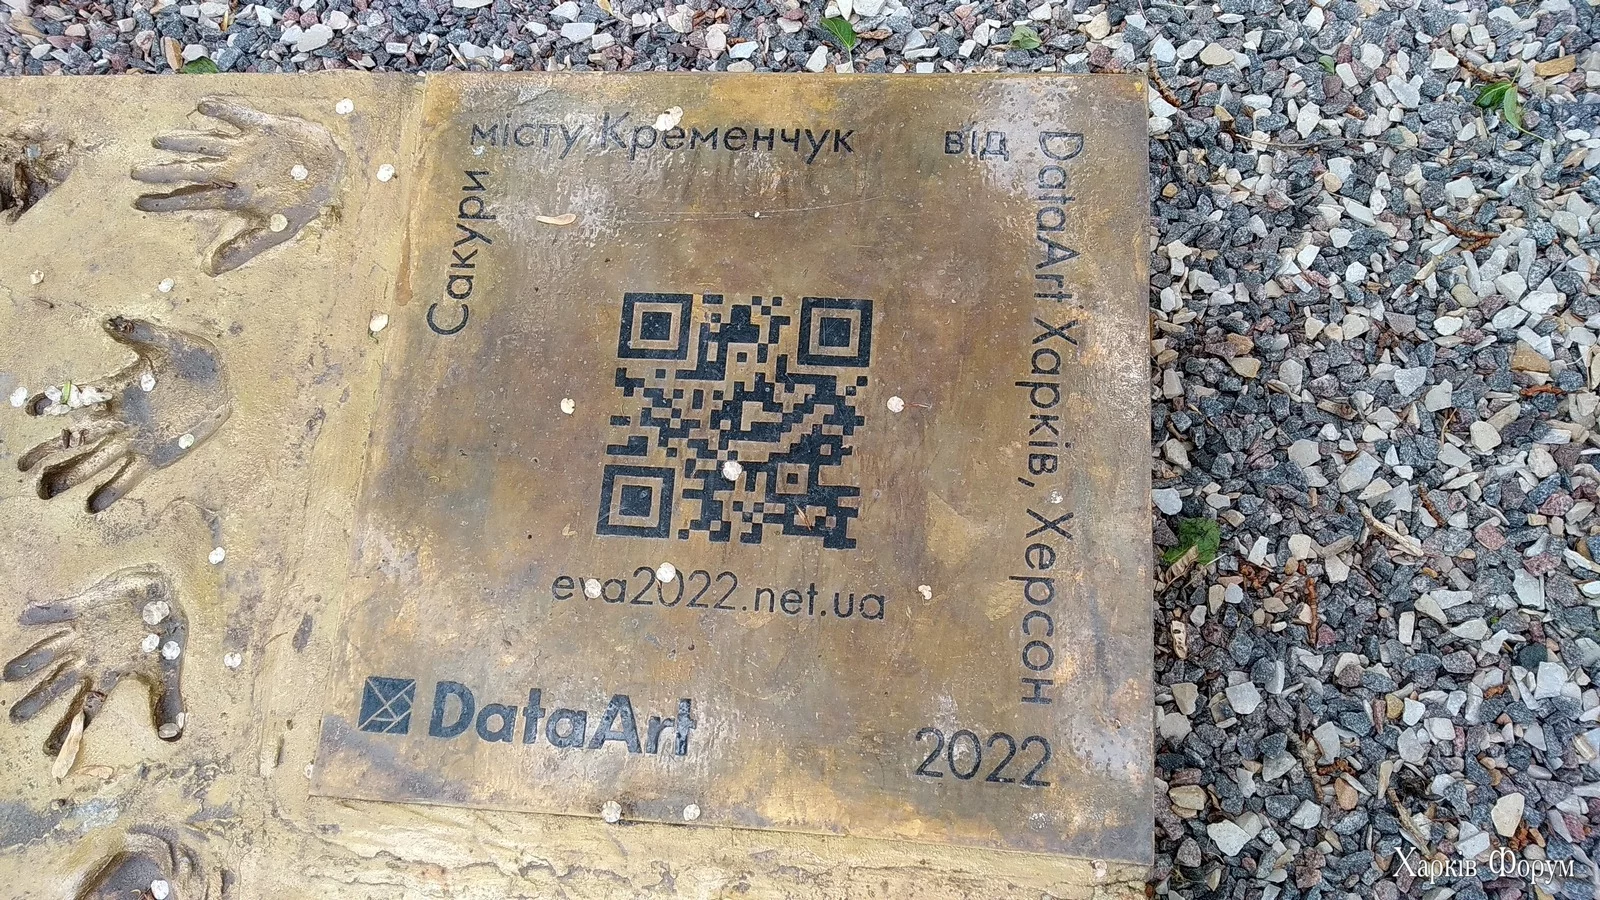 Сакури
місту Кременчук від
DataArt Харків, Херсон
eva2022.net.ua
DataArt
2022
Харків Форум